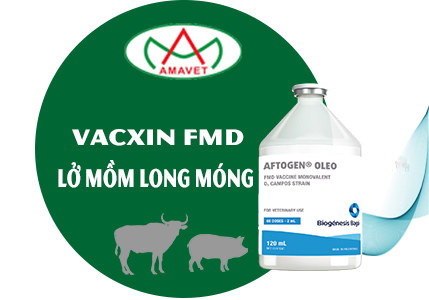 AMAVET
VACXIN FMD
LỞ MỒM LONG MÓNG
AFTOGEN® OLEO
FMD VACCINE MONOVALENT
O₁ CAMPOS STRAIN
FOR VETERINARY USE
60 DOSES - 2 mL
Biogénesis Bagó
120 mL